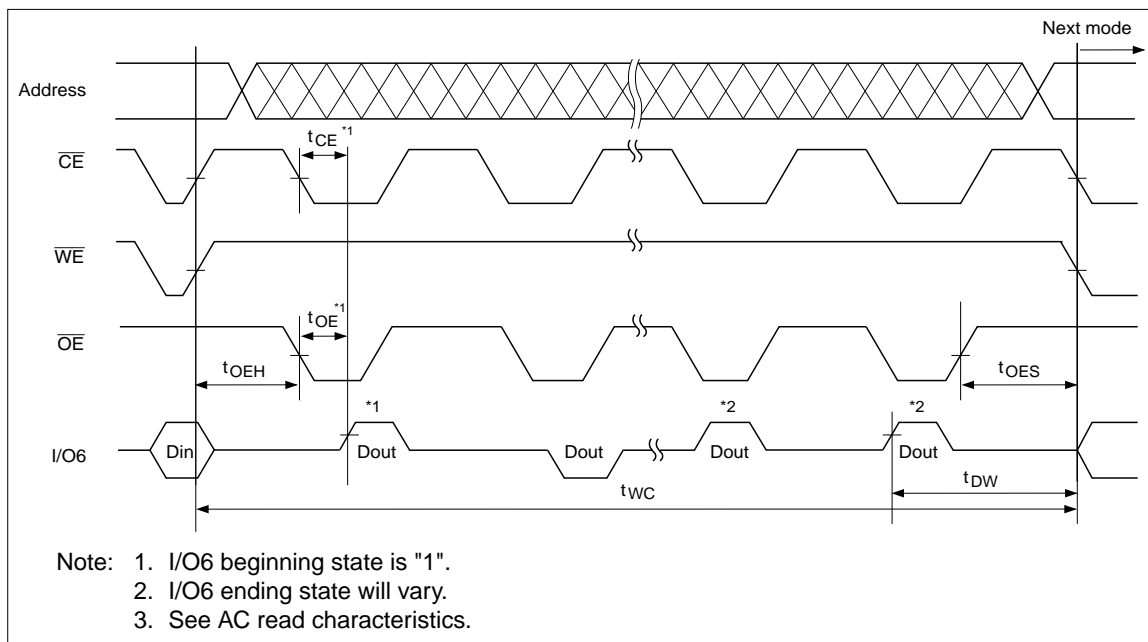 Next mode
Address
tCE *1
CE
WE
tOE *1
OE
tOEH
tOES
*1
*2
*2
I/O6
Din
Dout
Dout
Dout
Dout
tWC
tDW
Note: 1. I/O6 beginning state is "1".
2. I/O6 ending state will vary.
3. See AC read characteristics.